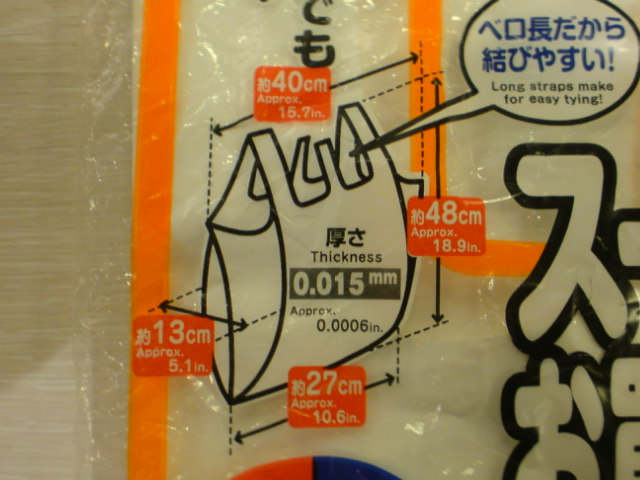 でも
ベロ長だから
結びやすい!
Long straps make
for easy tying!
約40cm
Approx.
15.7in.
約48cm
Approx.
18.9in.
厚さ
Thickness
0.015mm
Approx.
0.0006in.
約13cm
Approx.
5.1in.
約27cm
Approx.
10.6in.
ス
お買